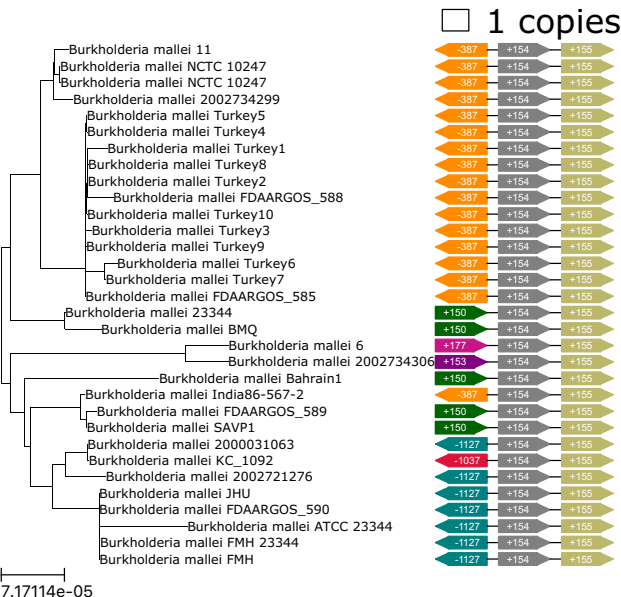 1 copies
Burkholderia mallei 11 -387 +154 +155
Burkholderia mallei NCTC 10247 -387 +154 +155
Burkholderia mallei NCTC 10247 -387 +154 +155
Burkholderia mallei 2002734299 -387 +154 +155
Burkholderia mallei Turkey5 -387 +154 +155
Burkholderia mallei Turkey4 -387 +154 +155
Burkholderia mallei Turkey1 -387 +154 +155
Burkholderia mallei Turkey8 -387 +154 +155
Burkholderia mallei Turkey2 -387 +154 +155
Burkholderia mallei FDAARGOS_588 -387 +154 +155
Burkholderia mallei Turkey10 -387 +154 +155
Burkholderia mallei Turkey3 -387 +154 +155
Burkholderia mallei Turkey9 -387 +154 +155
Burkholderia mallei Turkey6 -387 +154 +155
Burkholderia mallei Turkey7 -387 +154 +155
Burkholderia mallei FDAARGOS_585 -387 +154 +155
Burkholderia mallei 23344 +150 +154 +155
Burkholderia mallei BMQ +150 +154 +155
Burkholderia mallei 6 +177 +154 +155
Burkholderia mallei 2002734306 +153 +154 +155
Burkholderia mallei Bahrain1 +150 +154 +155
Burkholderia mallei India86-567-2 -387 +154 +155
Burkholderia mallei FDAARGOS_589 +150 +154 +155
Burkholderia mallei SAVP1 +150 +154 +155
Burkholderia mallei 2000031063 -1127 +154 +155
Burkholderia mallei KC_1092 -1037 +154 +155
Burkholderia mallei 2002721276 -1127 +154 +155
Burkholderia mallei JHU -1127 +154 +155
Burkholderia mallei FDAARGOS_590 -1127 +154 +155
Burkholderia mallei ATCC 23344 -1127 +154 +155
Burkholderia mallei FMH 23344 -1127 +154 +155
Burkholderia mallei FMH -1127 +154 +155
7.17114e-05